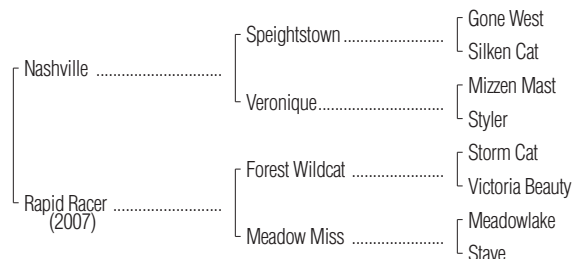 Gone West
Speightstown
Silken Cat
Nashville
Mizzen Mast
Veronique
Styler
Storm Cat
Forest Wildcat
Victoria Beauty
Rapid Racer
(2007)
Meadowlake
Meadow Miss
Stave